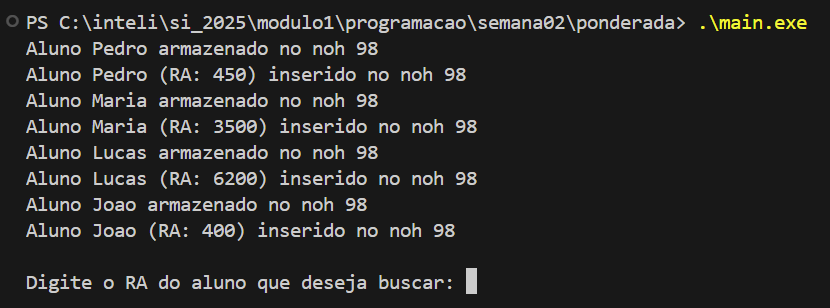 PS C:\inteli\si_2025\modulo1\programacao\semana02\ponderada> .\main.exe
Aluno Pedro armazenado no noh 98
Aluno Pedro (RA: 450) inserido no noh 98
Aluno Maria armazenado no noh 98
Aluno Maria (RA: 3500) inserido no noh 98
Aluno Lucas armazenado no noh 98
Aluno Lucas (RA: 6200) inserido no noh 98
Aluno Joao armazenado no noh 98
Aluno Joao (RA: 400) inserido no noh 98
Digite o RA do aluno que deseja buscar: